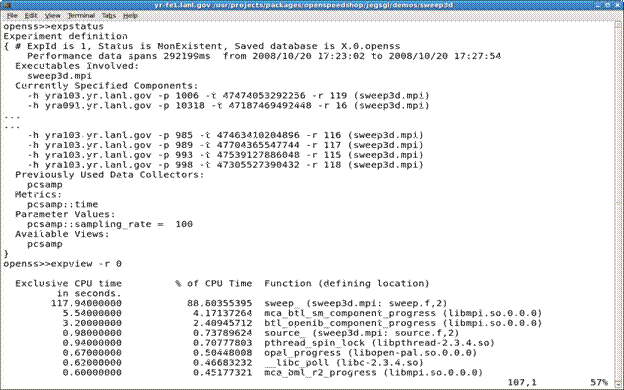 yr-fe1.lanl.gov /usr/projects/packages/openspeedshop/jegsgi/demos/sweep3d
File Edit View Terminal Tabs Help
openss>>expstatus
Experiment definition
{ # ExpId is 1, Status is NonExistent, Saved database is X.0.openss
Performance data spans 292199ms from 2008/10/20 17:23:02 to 2008/10/20 17:27:54
Executables Involved:
sweep3d.mpi
Currently Specified Components:
-h yra103.yr.lanl.gov -p 1006 -t 47474053292256 -r 119 (sweep3d.mpi)
-h yra091.yr.lanl.gov -p 10318 -t 47187469492448 -r 16 (sweep3d.mpi)
...
...
-h yra103.yr.lanl.gov -p 985 -t 47463410204896 -r 116 (sweep3d.mpi)
-h yra103.yr.lanl.gov -p 989 -t 47704365547744 -r 117 (sweep3d.mpi)
-h yra103.yr.lanl.gov -p 993 -t 47539127886048 -r 115 (sweep3d.mpi)
-h yra103.yr.lanl.gov -p 998 -t 47305527390432 -r 118 (sweep3d.mpi)
Previously Used Data Collectors:
pcsamp
Metrics:
pcsamp::time
Parameter Values:
pcsamp::sampling_rate = 100
Available Views:
pcsamp
}
openss>>expview -r 0
Exclusive CPU time % of CPU Time Function (defining location)
in seconds.
117.94000000 88.80355395 sweep_ (sweep3d.mpi: sweep.f,2)
5.54000000 4.17137264 mca_btl_sm_component_progress (libmpi.so.0.0.0)
3.20000000 2.40945712 btl_openib_component_progress (libmpi.so.0.0.0)
0.98000000 0.73789624 source_ (sweep3d.mpi: source.f,2)
0.94000000 0.70777803 pthread_spin_lock (libpthread-2.3.4.so)
0.67000000 0.50448008 opal_progress (libopen-pal.so.0.0.0)
0.62000000 0.46683232 __libc_poll (libc-2.3.4.so)
0.60000000 0.45177321 mca_bml_r2_progress (libmpi.so.0.0.0)
107,1 57%